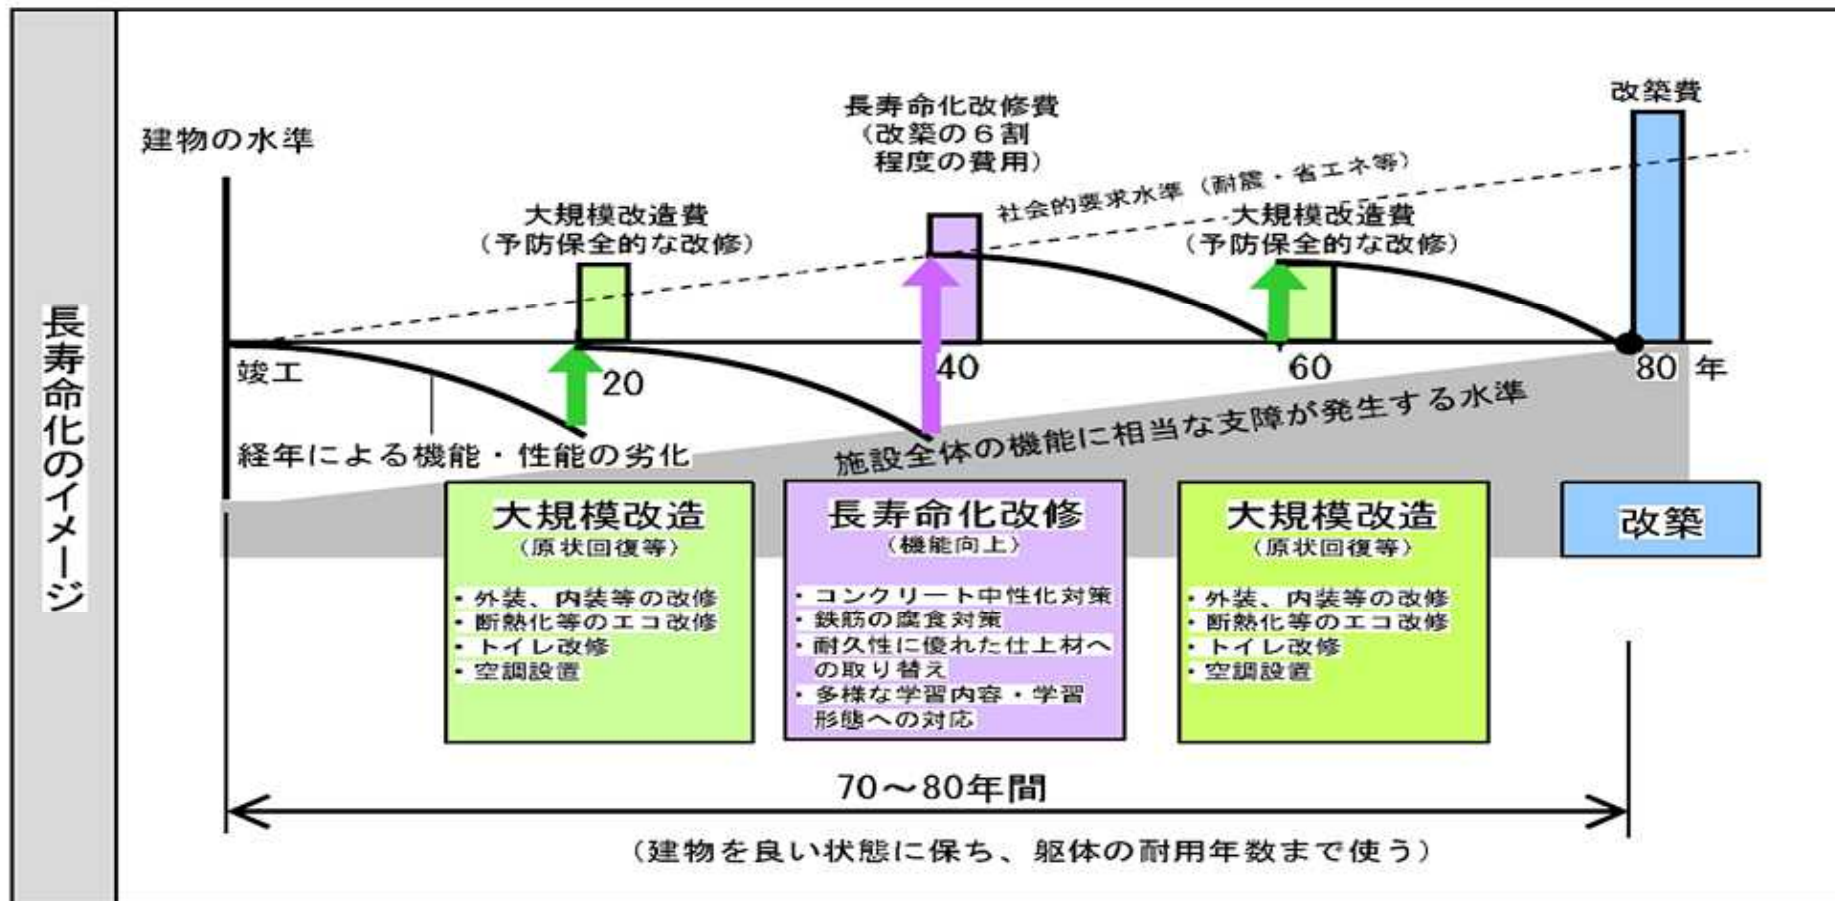 長寿命化のイメージ
建物の水準
大規模改造費
（予防保全的な改修）
長寿命化改修費
（改築の６割
程度の費用）
社会的要求水準（耐震・省エネ等）
大規模改造費
（予防保全的な改修）
改築費
竣工
20
40
60
80 年
経年による機能・性能の劣化
施設全体の機能に相当な支障が発生する水準
大規模改造
（原状回復等）
・外装、内装等の改修
・断熱化等のエコ改修
・トイレ改修
・空調設置
長寿命化改修
（機能向上）
・コンクリート中性化対策
・鉄筋の腐食対策
・耐久性に優れた仕上材へ
の取り替え
・多様な学習内容・学習
形態への対応
大規模改造
（原状回復等）
・外装、内装等の改修
・断熱化等のエコ改修
・トイレ改修
・空調設置
改築
70～80年間
（建物を良い状態に保ち、躯体の耐用年数まで使う）